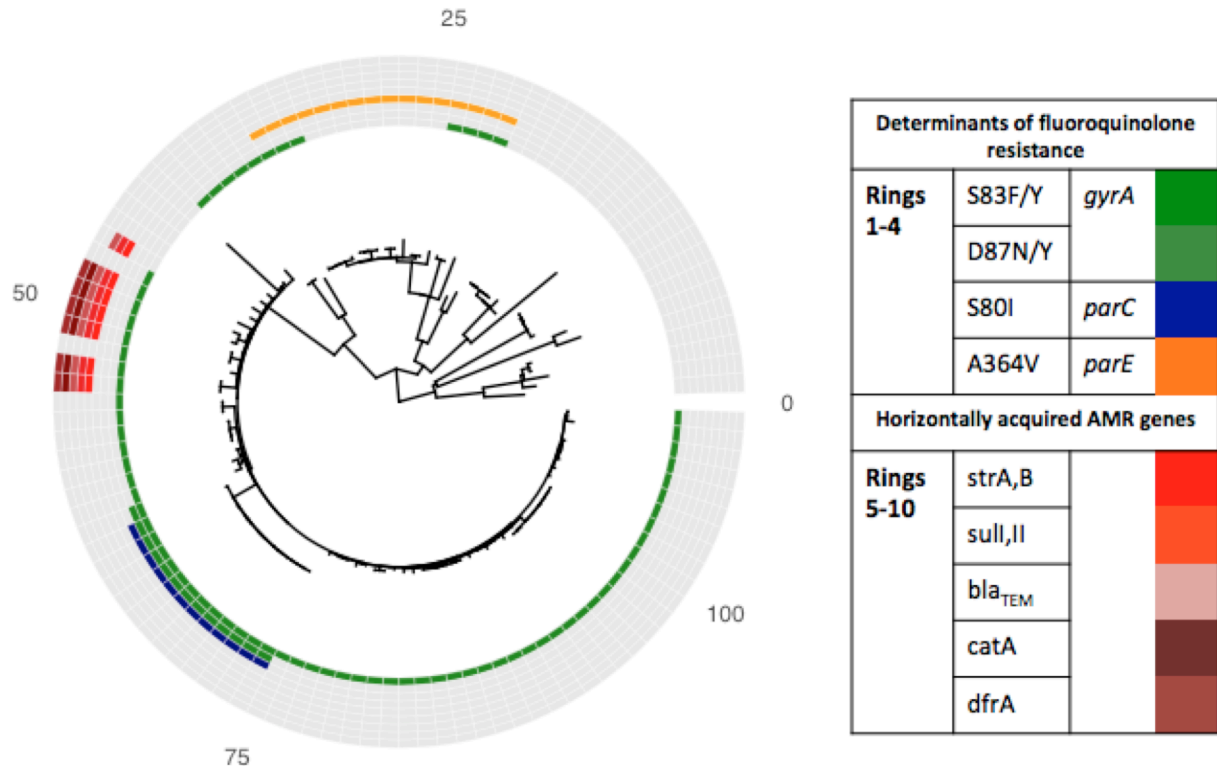 25
50
0
100
75
Determinants of fluoroquinolone
resistance
Rings
1-4
S83F/Y
gyrA
D87N/Y
S80I
parC
A364V
parE
Horizontally acquired AMR genes
Rings
5-10
strA,B
sulI,II
blaTEM
catA
dfrA